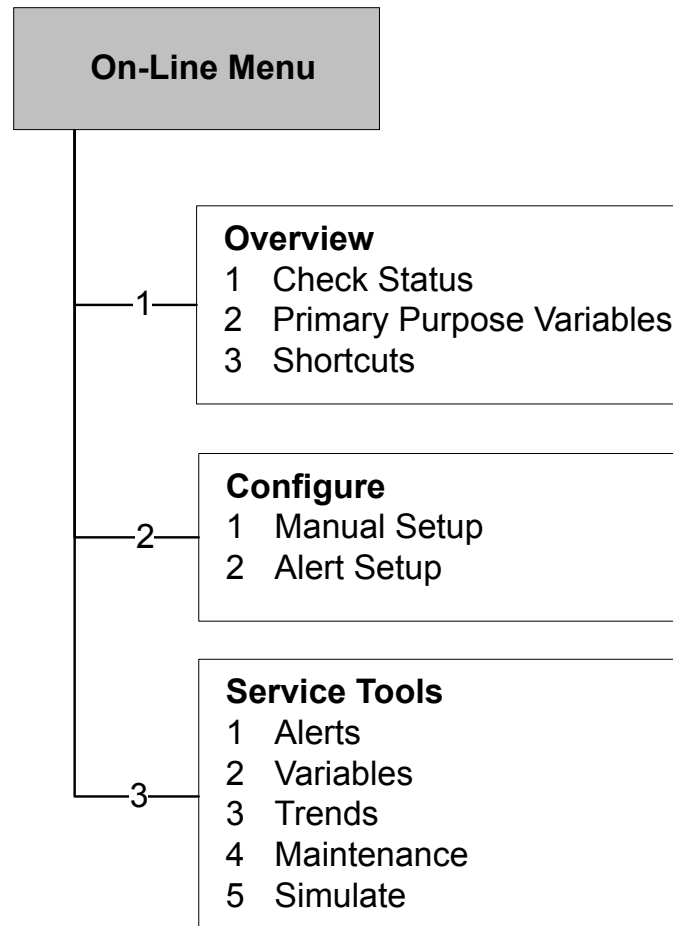 On-Line Menu
1
Overview
1 Check Status
2 Primary Purpose Variables
3 Shortcuts
2
Configure
1 Manual Setup
2 Alert Setup
3
Service Tools
1 Alerts
2 Variables
3 Trends
4 Maintenance
5 Simulate